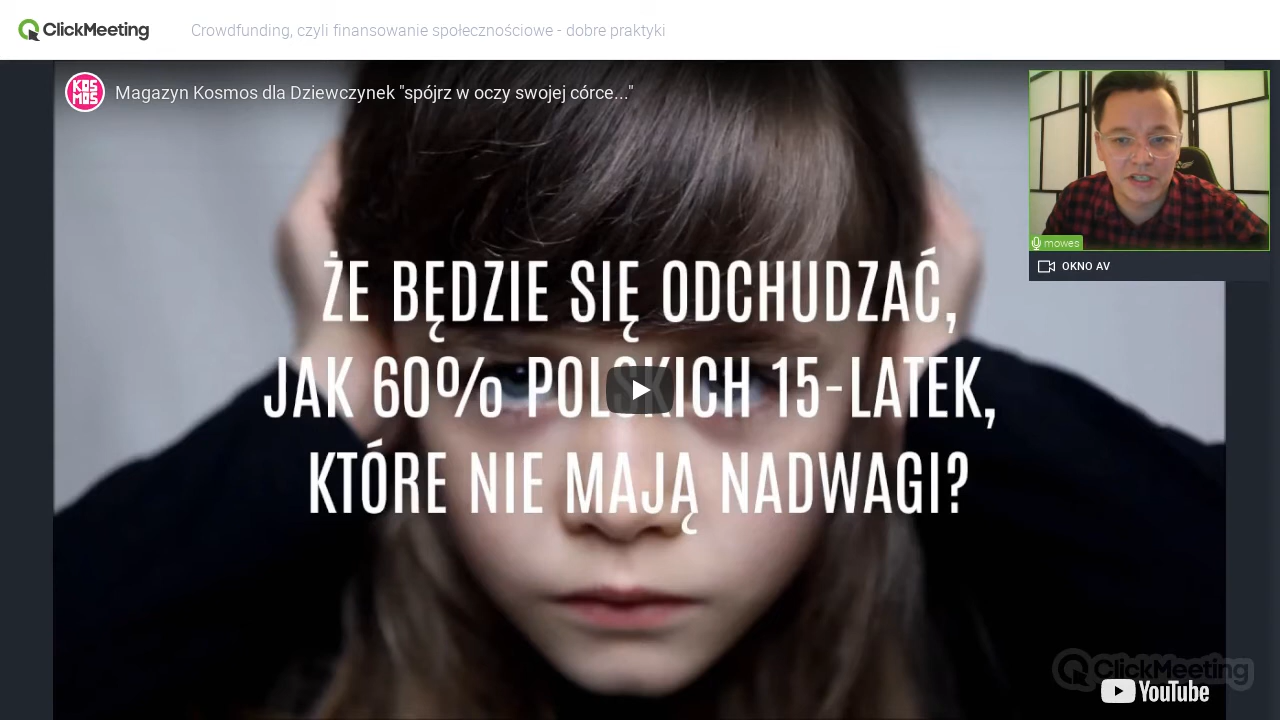 ClickMeeting
Crowdfunding, czyli finansowanie społecznościowe - dobre praktyki
KOS
MOS
Magazyn Kosmos dla Dziewczynek "spójrz w oczy swojej córce..."
mowes
OKNO AV
ŻE BĘDZIE SIĘ ODCHUDZAĆ,
JAK 60% POLSKICH 15-LATEK,
KTÓRE NIE MAJĄ NADWAGI?
ClickMeeting
YouTube